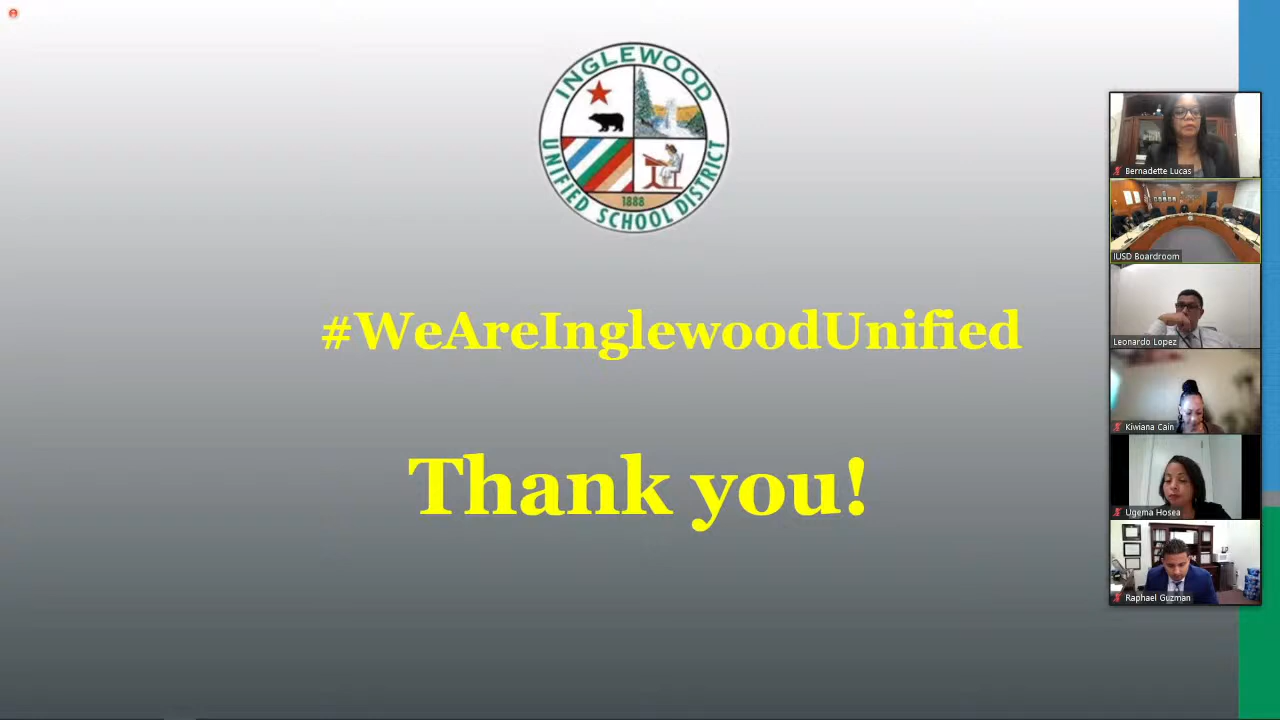 INGLEWOOD
UNIFIED SCHOOL DISTRICT
1888
#WeAreInglewoodUnified
Thank you!
Bernadette Lucas
IUSD Boardroom
Leonardo Lopez
Kiwiana Cain
Ugema Hosea
Raphael Guzman